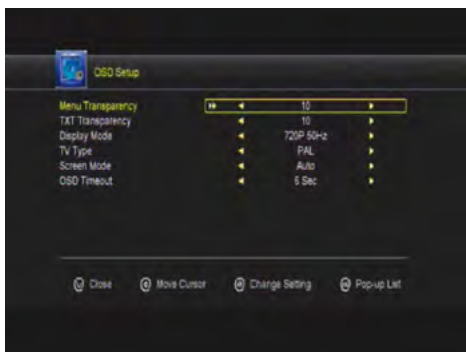 OSD Setup
Menu Transparency 10
TXT Transparency 10
Display Mode 720P 50Hz
TV Type PAL
Screen Mode Auto
OSD Timeout 5 Sec
Close Move Cursor Change Setting Pop-up List